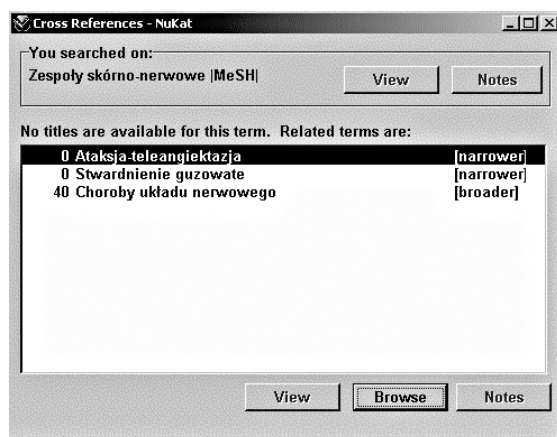 Cross References - NuKat
You searched on:
Zespoły skórno-nerwowe |MeSH|
View Notes
No titles are available for this term. Related terms are:
0 Ataksja-teleangiektazja [narrower]
0 Stwardnienie guzowate [narrower]
40 Choroby układu nerwowego [broader]
View Browse Notes